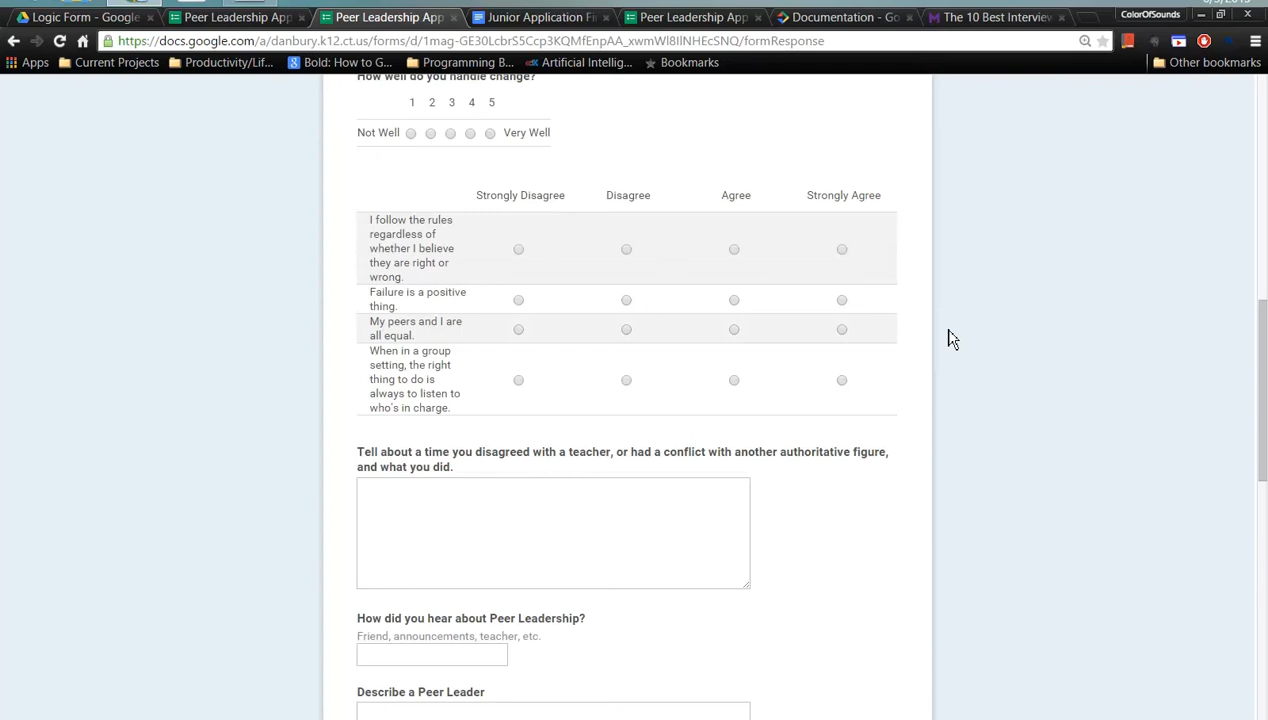 Logic Form - Google
Peer Leadership App
Peer Leadership App
Junior Application Fi
Peer Leadership App
Documentation - Go
The 10 Best Interview
ColorOfSounds
https://docs.google.com/a/danbury.k12.ct.us/forms/d/1mag-GE30LcbrS5Ccp3KQMfEnpAA_xwmWl8IlNHEcSNQ/formResponse
Apps
Current Projects
Productivity/Lif...
Bold: How to G...
Programming B...
Artificial Intellig...
Bookmarks
Other bookmarks
How well do you handle change?
1 2 3 4 5
Not Well Very Well
Strongly Disagree Disagree Agree Strongly Agree
I follow the rules
regardless of
whether I believe
they are right or
wrong.
Failure is a positive
thing.
My peers and I are
all equal.
When in a group
setting, the right
thing to do is
always to listen to
who's in charge.
Tell about a time you disagreed with a teacher, or had a conflict with another authoritative figure,
and what you did.
How did you hear about Peer Leadership?
Friend, announcements, teacher, etc.
Describe a Peer Leader